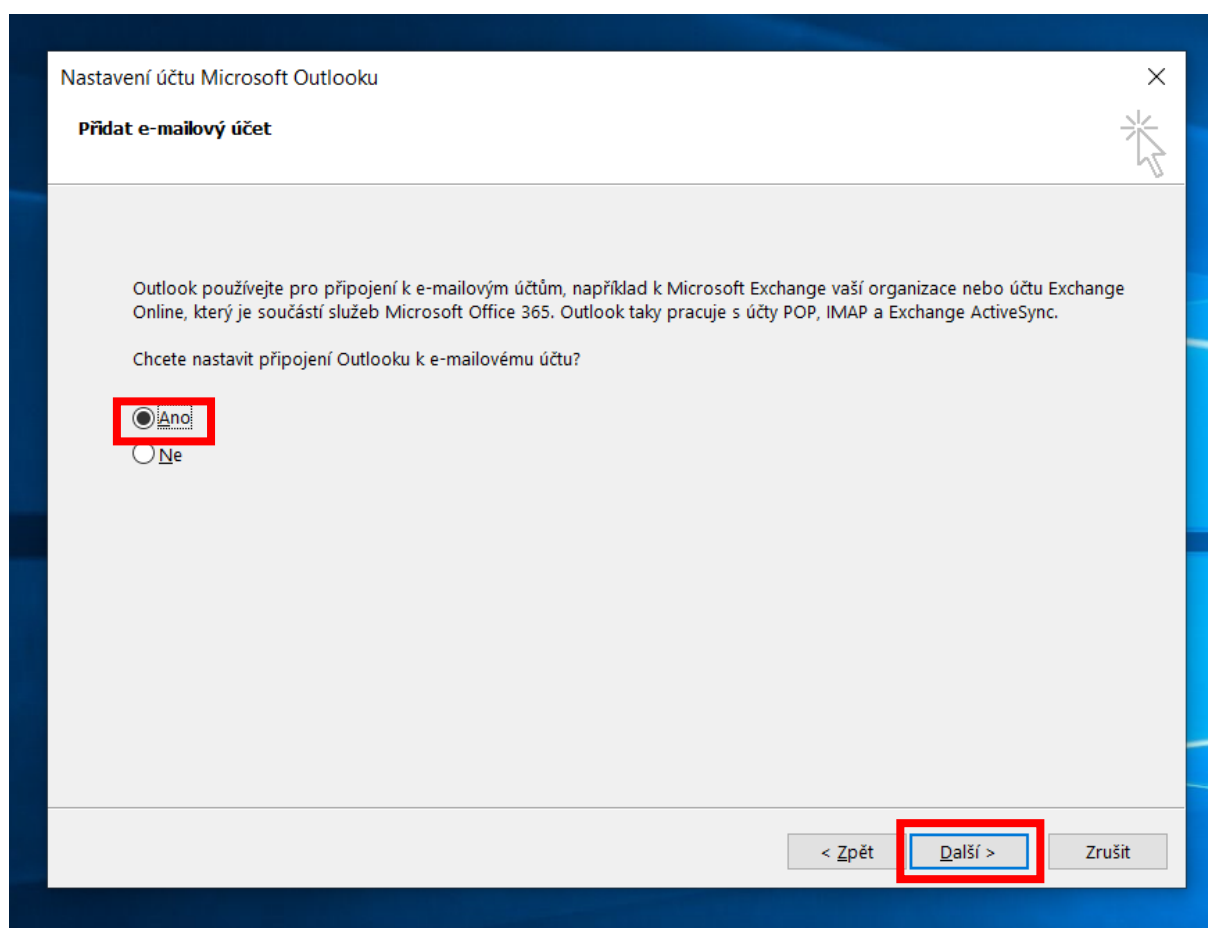 Nastavení účtu Microsoft Outlooku
Přidat e-mailový účet
Outlook používejte pro připojení k e-mailovým účtům, například k Microsoft Exchange vaší organizace nebo účtu Exchange
Online, který je součástí služeb Microsoft Office 365. Outlook taky pracuje s účty POP, IMAP a Exchange ActiveSync.
Chcete nastavit připojení Outlooku k e-mailovému účtu?
Ano
Ne
< Zpět Další > Zrušit